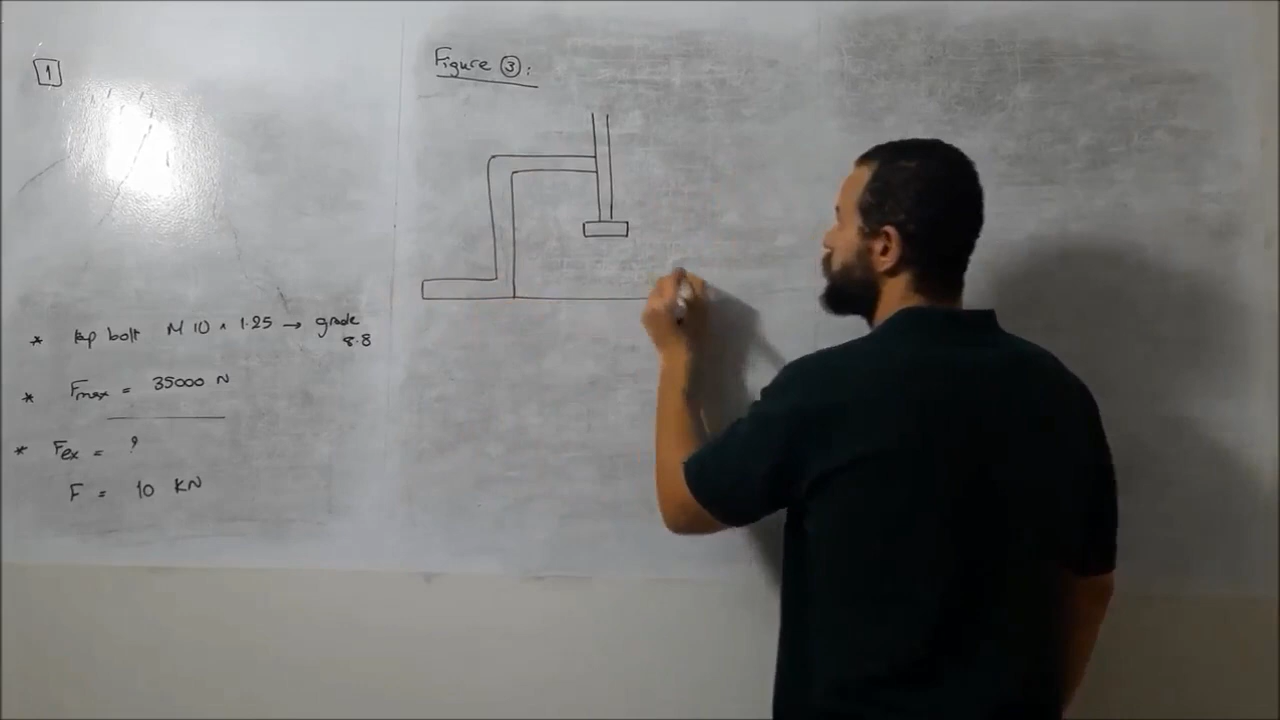 1
* tap bolt M 10 x 1.25 → grade
8.8
* Fmax = 35000 N
* Fex = ?
F = 10 KN
Figure ③: